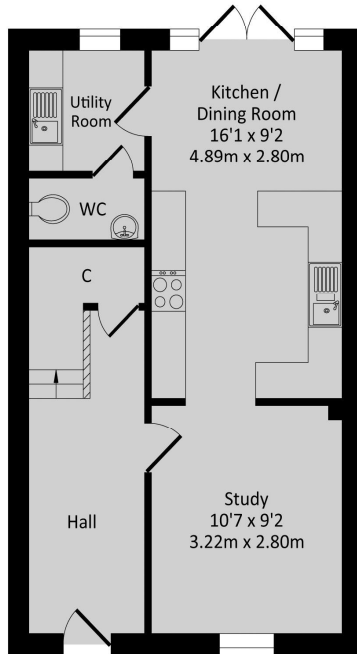 Utility
Room
Kitchen /
Dining Room
16'1 x 9'2
4.89m x 2.80m
WC
C
Hall
Study
10'7 x 9'2
3.22m x 2.80m